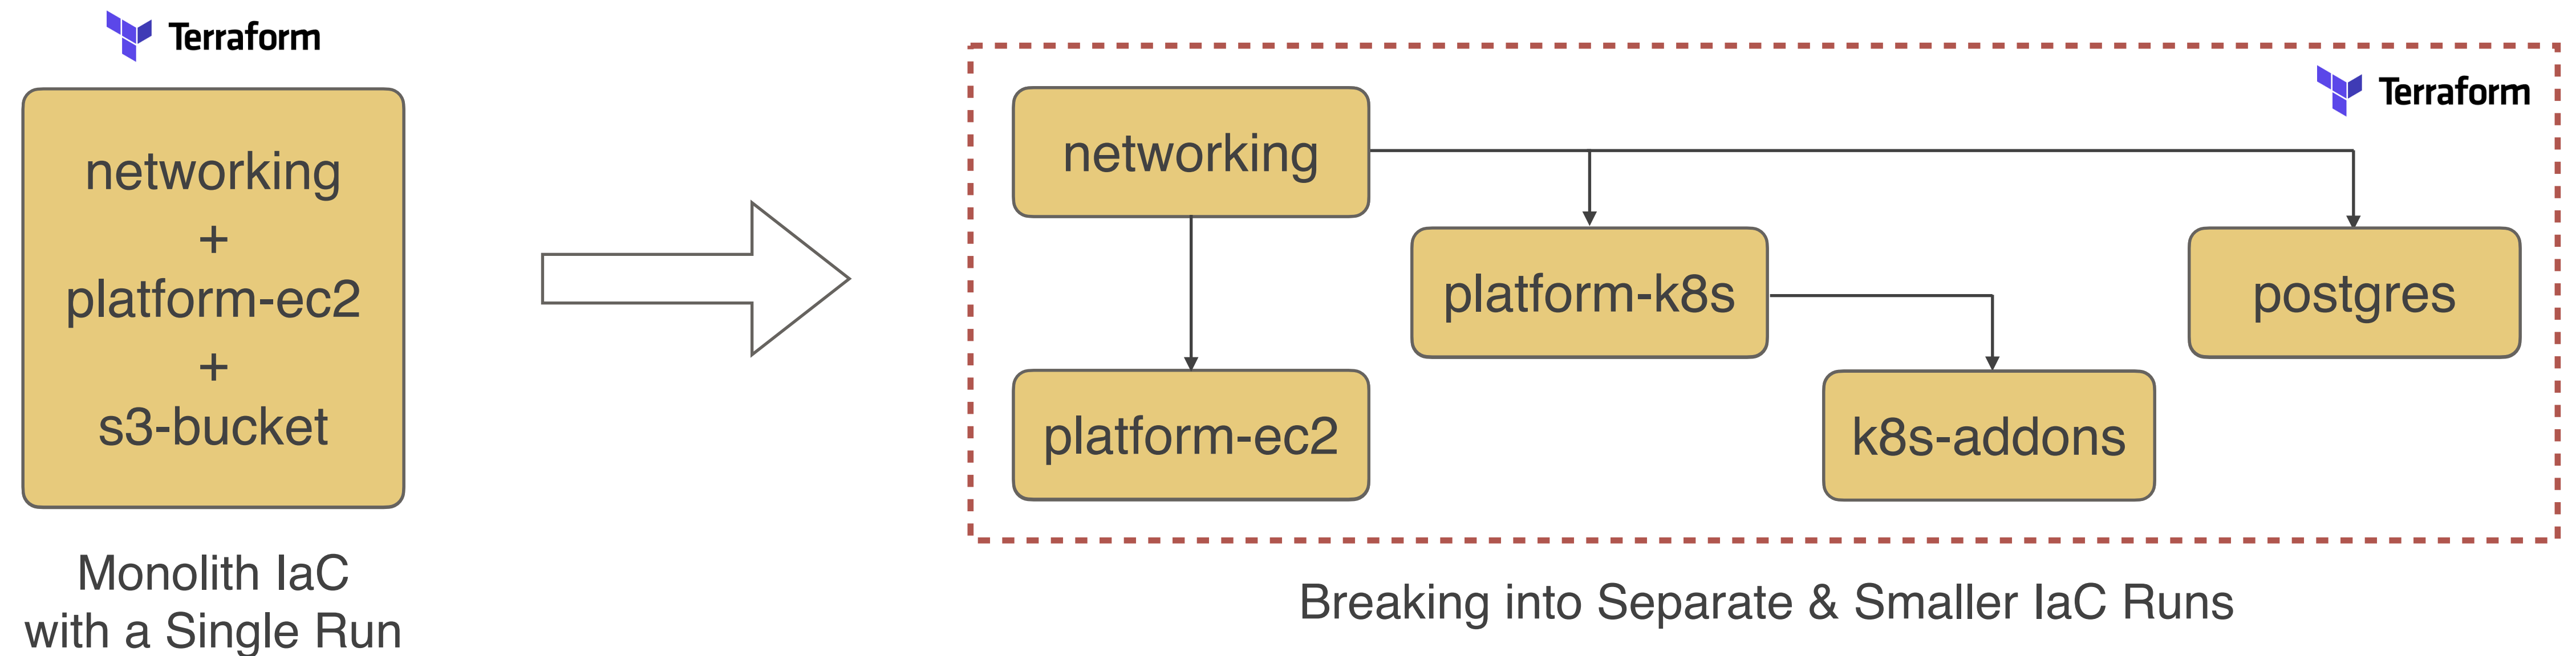 Terraform
networking
+
platform-ec2
+
s3-bucket
Monolith IaC
with a Single Run
Terraform
networking
platform-k8s
postgres
platform-ec2
k8s-addons
Breaking into Separate & Smaller IaC Runs